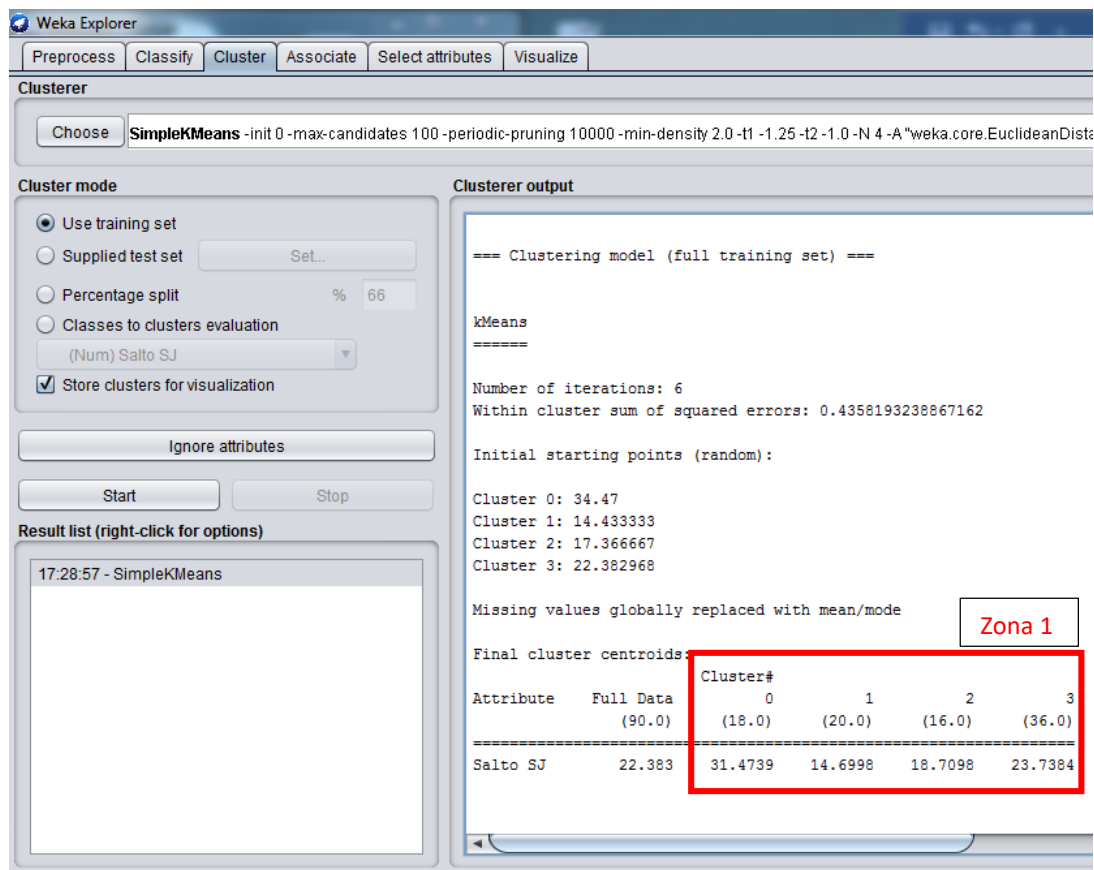 Weka Explorer
Preprocess Classify Cluster Associate Select attributes Visualize
Clusterer
Choose SimpleKMeans -init 0 -max-candidates 100 -periodic-pruning 10000 -min-density 2.0 -t1 -1.25 -t2 -1.0 -N 4 -A "weka.core.EuclideanDista
Cluster mode
Use training set
Supplied test set Set...
Percentage split % 66
Classes to clusters evaluation
(Num) Salto SJ
Store clusters for visualization
Ignore attributes
Start Stop
Result list (right-click for options)
17:28:57 - SimpleKMeans
Clusterer output
=== Clustering model (full training set) ===
kMeans
======
Number of iterations: 6
Within cluster sum of squared errors: 0.4358193238867162
Initial starting points (random):
Cluster 0: 34.47
Cluster 1: 14.433333
Cluster 2: 17.366667
Cluster 3: 22.382968
Missing values globally replaced with mean/mode
Zona 1
Final cluster centroids:
Cluster#
Attribute Full Data 0 1 2 3
(90.0) (18.0) (20.0) (16.0) (36.0)
===================================================================
Salto SJ 22.383 31.4739 14.6998 18.7098 23.7384